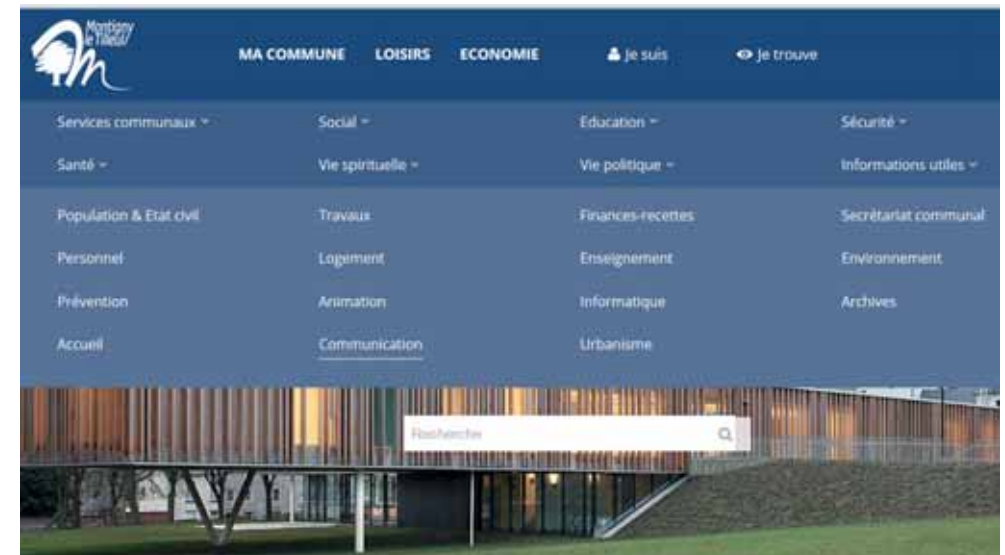 Montigny
le Tilleul
MA COMMUNE LOISIRS ECONOMIE Je suis Je trouve
Services communaux Social Education Sécurité
Santé Vie spirituelle Vie politique Informations utiles
Population & Etat civil Travaux Finances-recettes Secrétariat communal
Personnel Logement Enseignement Environnement
Prévention Animation Informatique Archives
Accueil Communication Urbanisme
Rechercher